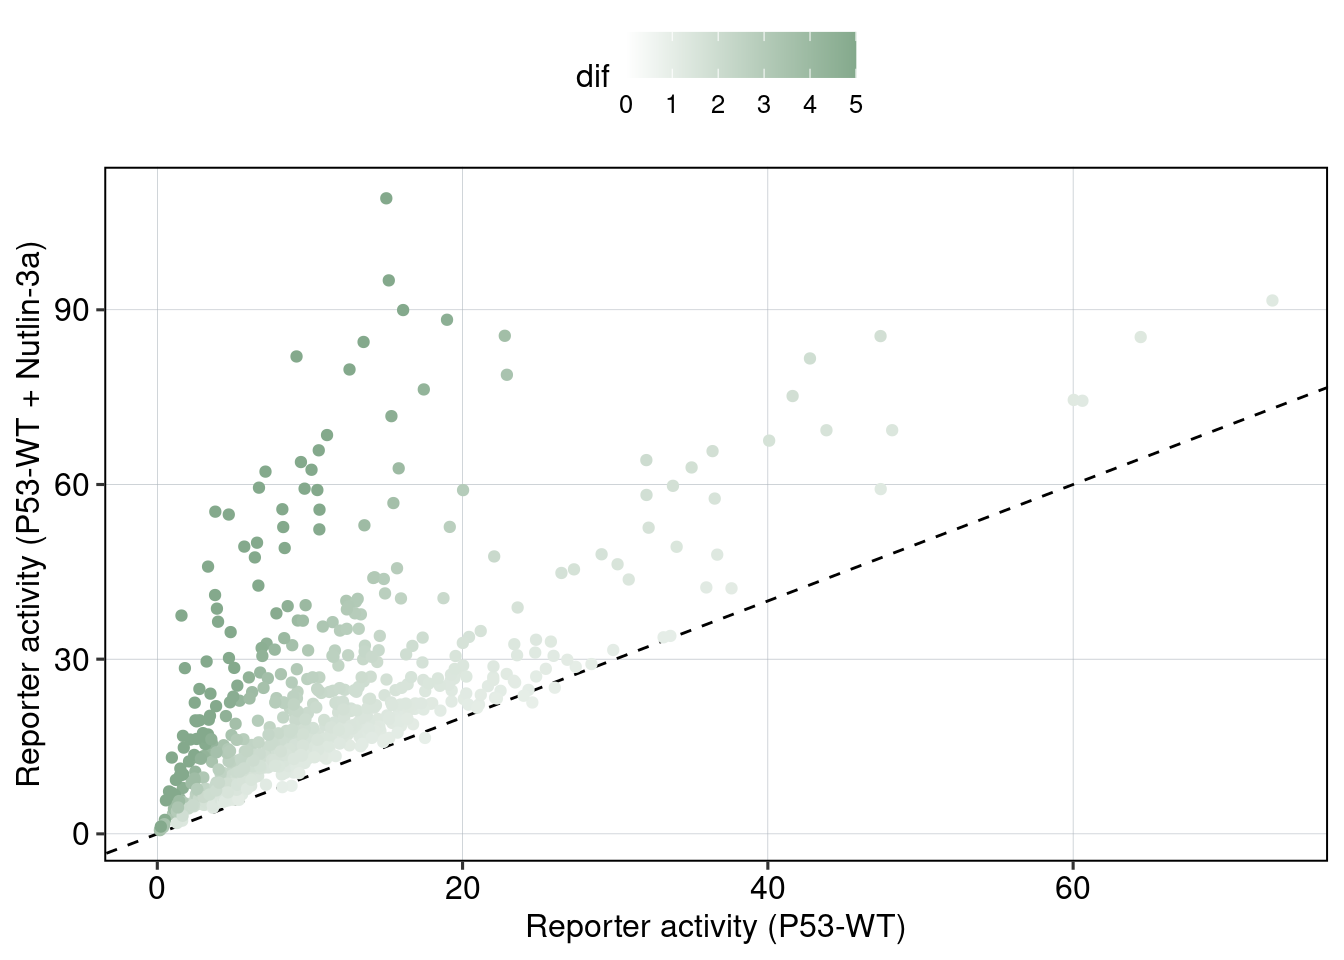 dif
0 1 2 3 4 5
Reporter activity (P53-WT + Nutlin-3a)
90
60
30
0
0 20 40 60
Reporter activity (P53-WT)